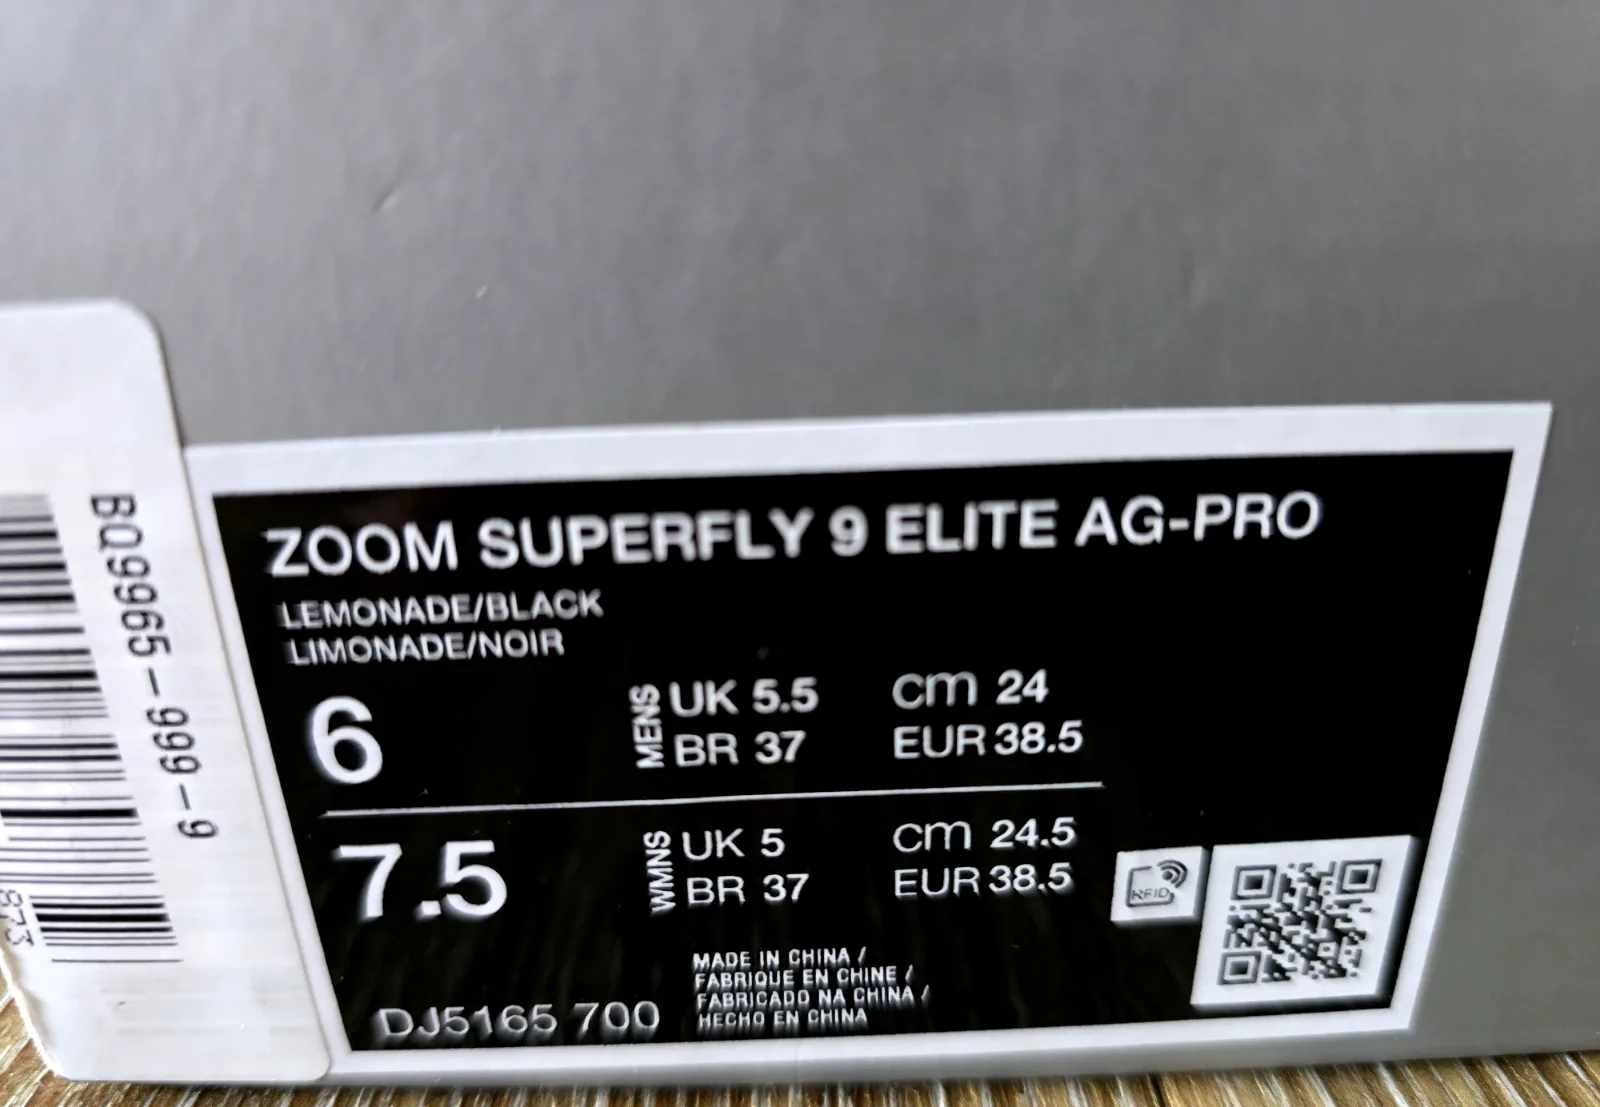 BQ9965-999-9
873
ZOOM SUPERFLY 9 ELITE AG-PRO
LEMONADE/BLACK
LIMONADE/NOIR
6
MENS
UK 5.5
cm 24
BR 37
EUR 38.5
7.5
WMNS
UK 5
cm 24.5
BR 37
EUR 38.5
RFID
DJ5165 700
MADE IN CHINA /
FABRIQUE EN CHINE /
FABRICADO NA CHINA /
HECHO EN CHINA